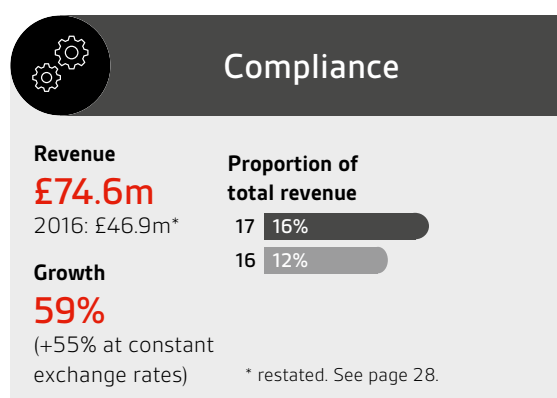 Compliance
Revenue
£74.6m
2016: £46.9m*
Growth
59%
(+55% at constant
exchange rates)
Proportion of
total revenue
17 16%
16 12%
* restated. See page 28.